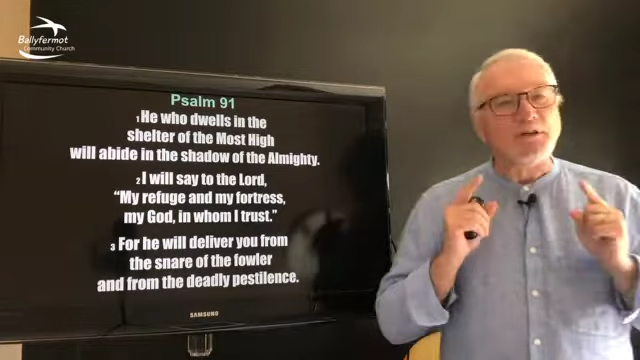 Ballyfermot
Community Church
Psalm 91
1 He who dwells in the
shelter of the Most High
will abide in the shadow of the Almighty.
2 I will say to the Lord,
“My refuge and my fortress,
my God, in whom I trust.”
3 For he will deliver you from
the snare of the fowler
and from the deadly pestilence.
SAMSUNG